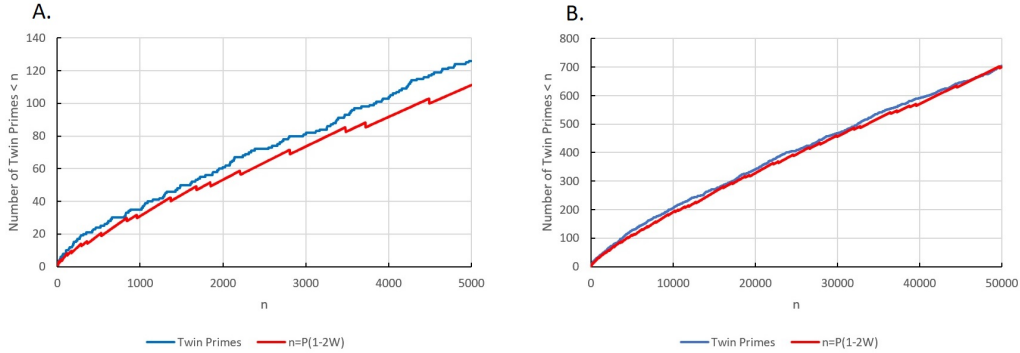 A.
Number of Twin Primes < n
140
120
100
80
60
40
20
0
0 1000 2000 3000 4000 5000
n
Twin Primes n=P(1-2W)
B.
Number of Twin Primes < n
800
700
600
500
400
300
200
100
0
0 10000 20000 30000 40000 50000
n
Twin Primes n=P(1-2W)